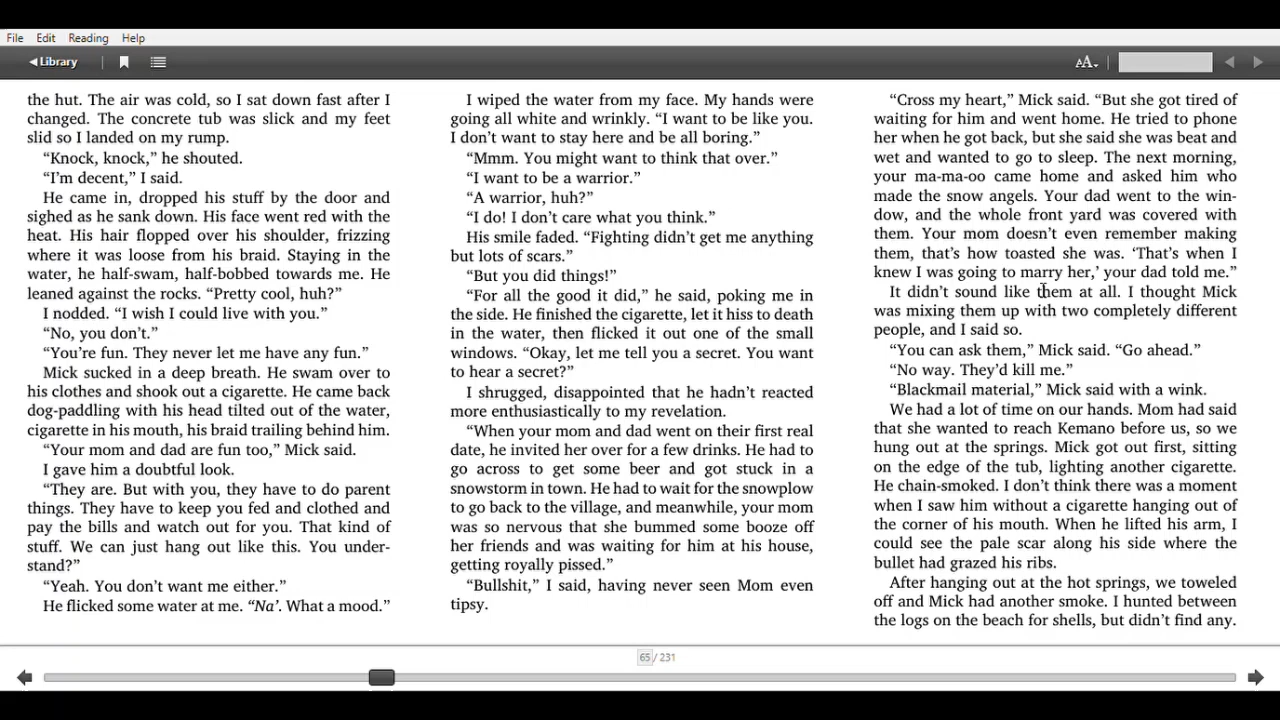 File Edit Reading Help
Library
AA
the hut. The air was cold, so I sat down fast after I
changed. The concrete tub was slick and my feet
slid so I landed on my rump.
“Knock, knock,” he shouted.
“I’m decent,” I said.
He came in, dropped his stuff by the door and
sighed as he sank down. His face went red with the
heat. His hair flopped over his shoulder, frizzing
where it was loose from his braid. Staying in the
water, he half-swam, half-bobbed towards me. He
leaned against the rocks. “Pretty cool, huh?”
I nodded. “I wish I could live with you.”
“No, you don’t.”
“You’re fun. They never let me have any fun.”
Mick sucked in a deep breath. He swam over to
his clothes and shook out a cigarette. He came back
dog-paddling with his head tilted out of the water,
cigarette in his mouth, his braid trailing behind him.
“Your mom and dad are fun too,” Mick said.
I gave him a doubtful look.
“They are. But with you, they have to do parent
things. They have to keep you fed and clothed and
pay the bills and watch out for you. That kind of
stuff. We can just hang out like this. You under-
stand?”
“Yeah. You don’t want me either.”
He flicked some water at me. “Na’. What a mood.”
I wiped the water from my face. My hands were
going all white and wrinkly. “I want to be like you.
I don’t want to stay here and be all boring.”
“Mmm. You might want to think that over.”
“I want to be a warrior.”
“A warrior, huh?”
“I do! I don’t care what you think.”
His smile faded. “Fighting didn’t get me anything
but lots of scars.”
“But you did things!”
“For all the good it did,” he said, poking me in
the side. He finished the cigarette, let it hiss to death
in the water, then flicked it out one of the small
windows. “Okay, let me tell you a secret. You want
to hear a secret?”
I shrugged, disappointed that he hadn’t reacted
more enthusiastically to my revelation.
“When your mom and dad went on their first real
date, he invited her over for a few drinks. He had to
go across to get some beer and got stuck in a
snowstorm in town. He had to wait for the snowplow
to go back to the village, and meanwhile, your mom
was so nervous that she bummed some booze off
her friends and was waiting for him at his house,
getting royally pissed.”
“Bullshit,” I said, having never seen Mom even
tipsy.
“Cross my heart,” Mick said. “But she got tired of
waiting for him and went home. He tried to phone
her when he got back, but she said she was beat and
wet and wanted to go to sleep. The next morning,
your ma-ma-oo came home and asked him who
made the snow angels. Your dad went to the win-
dow, and the whole front yard was covered with
them. Your mom doesn’t even remember making
them, that’s how toasted she was. ‘That’s when I
knew I was going to marry her,’ your dad told me.”
It didn’t sound like them at all. I thought Mick
was mixing them up with two completely different
people, and I said so.
“You can ask them,” Mick said. “Go ahead.”
“No way. They’d kill me.”
“Blackmail material,” Mick said with a wink.
We had a lot of time on our hands. Mom had said
that she wanted to reach Kemano before us, so we
hung out at the springs. Mick got out first, sitting
on the edge of the tub, lighting another cigarette.
He chain-smoked. I don’t think there was a moment
when I saw him without a cigarette hanging out of
the corner of his mouth. When he lifted his arm, I
could see the pale scar along his side where the
bullet had grazed his ribs.
After hanging out at the hot springs, we toweled
off and Mick had another smoke. I hunted between
the logs on the beach for shells, but didn’t find any.
65 / 231